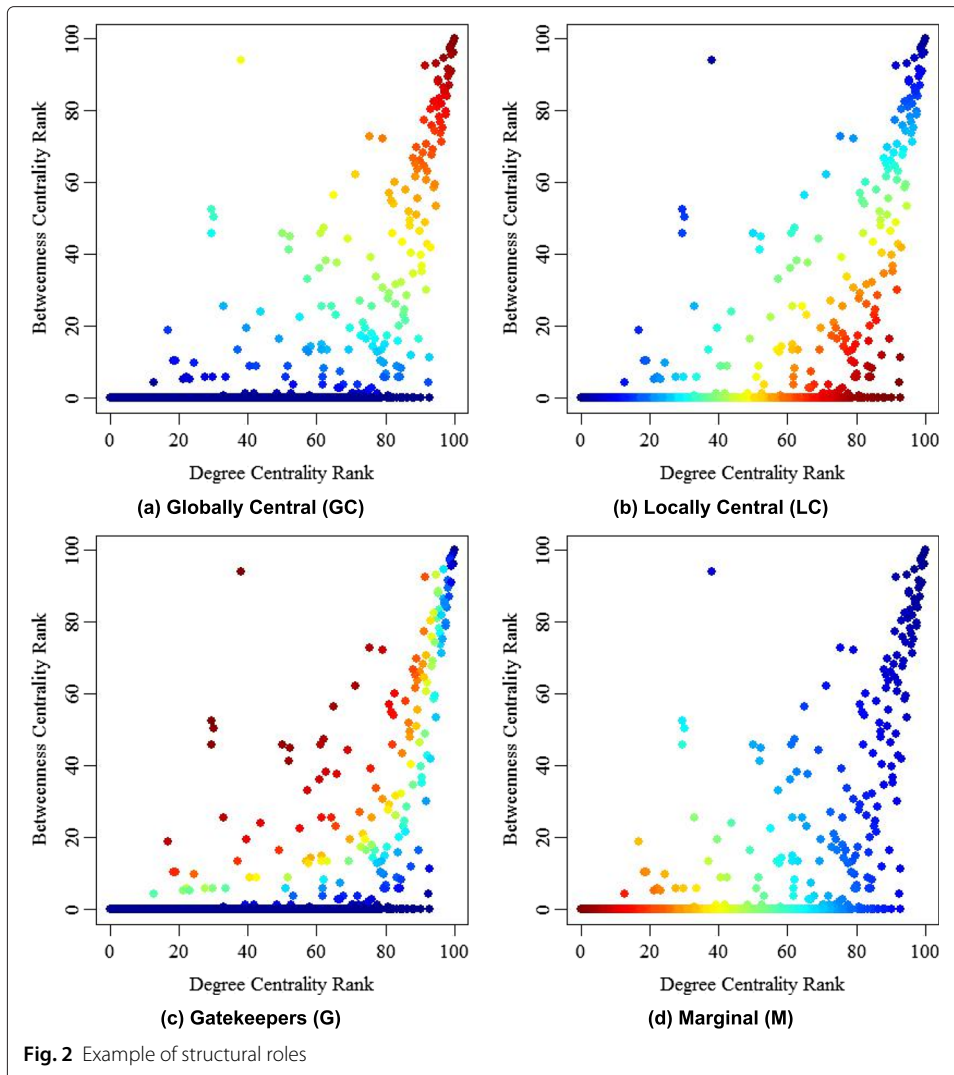 Betweenness Centrality Rank
100
80
60
40
20
0
0 20 40 60 80 100
Degree Centrality Rank
(a) Globally Central (GC)
Betweenness Centrality Rank
100
80
60
40
20
0
0 20 40 60 80 100
Degree Centrality Rank
(b) Locally Central (LC)
Betweenness Centrality Rank
100
80
60
40
20
0
0 20 40 60 80 100
Degree Centrality Rank
(c) Gatekeepers (G)
Betweenness Centrality Rank
100
80
60
40
20
0
0 20 40 60 80 100
Degree Centrality Rank
(d) Marginal (M)
Fig. 2 Example of structural roles